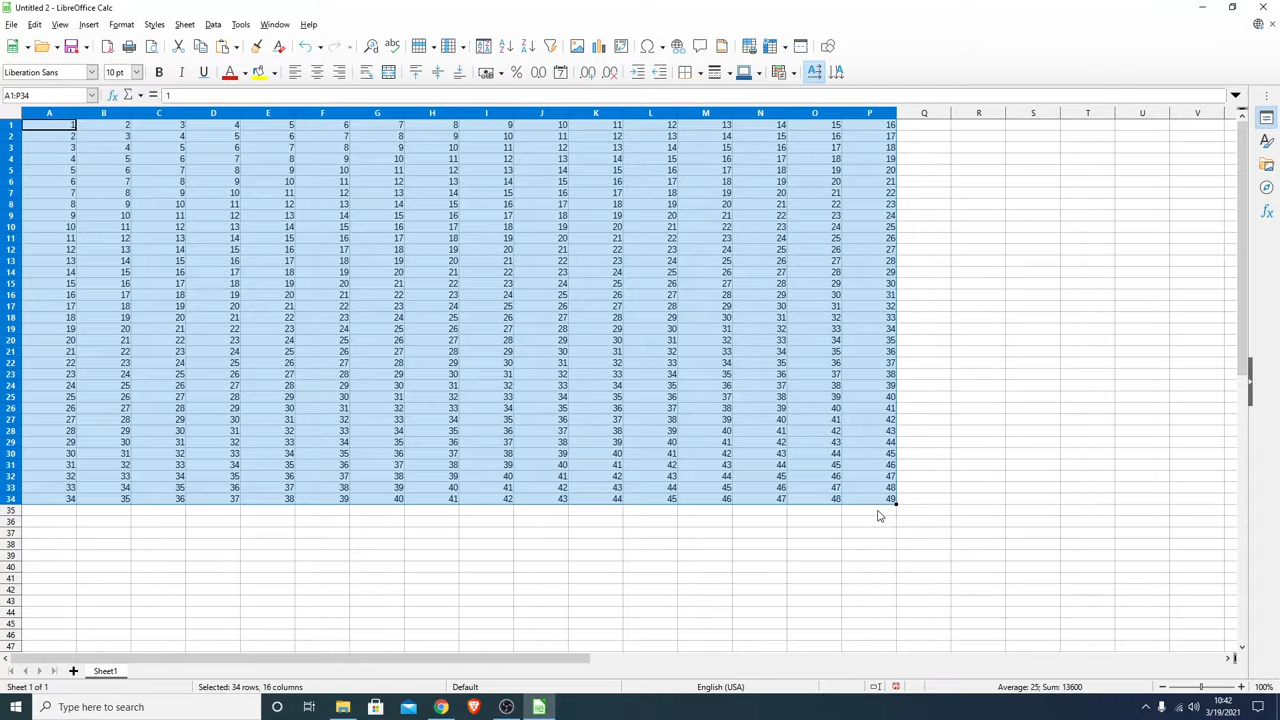 Untitled 2 - LibreOffice Calc
File Edit View Insert Format Styles Sheet Data Tools Window Help
Liberation Sans 10 pt B I U A % 0.0
A1:P34 fx Σ = 1
A B C D E F G H I J K L M N O P Q R S T U V
1 1 2 3 4 5 6 7 8 9 10 11 12 13 14 15 16
2 2 3 4 5 6 7 8 9 10 11 12 13 14 15 16 17
3 3 4 5 6 7 8 9 10 11 12 13 14 15 16 17 18
4 4 5 6 7 8 9 10 11 12 13 14 15 16 17 18 19
5 5 6 7 8 9 10 11 12 13 14 15 16 17 18 19 20
6 6 7 8 9 10 11 12 13 14 15 16 17 18 19 20 21
7 7 8 9 10 11 12 13 14 15 16 17 18 19 20 21 22
8 8 9 10 11 12 13 14 15 16 17 18 19 20 21 22 23
9 9 10 11 12 13 14 15 16 17 18 19 20 21 22 23 24
10 10 11 12 13 14 15 16 17 18 19 20 21 22 23 24 25
11 11 12 13 14 15 16 17 18 19 20 21 22 23 24 25 26
12 12 13 14 15 16 17 18 19 20 21 22 23 24 25 26 27
13 13 14 15 16 17 18 19 20 21 22 23 24 25 26 27 28
14 14 15 16 17 18 19 20 21 22 23 24 25 26 27 28 29
15 15 16 17 18 19 20 21 22 23 24 25 26 27 28 29 30
16 16 17 18 19 20 21 22 23 24 25 26 27 28 29 30 31
17 17 18 19 20 21 22 23 24 25 26 27 28 29 30 31 32
18 18 19 20 21 22 23 24 25 26 27 28 29 30 31 32 33
19 19 20 21 22 23 24 25 26 27 28 29 30 31 32 33 34
20 20 21 22 23 24 25 26 27 28 29 30 31 32 33 34 35
21 21 22 23 24 25 26 27 28 29 30 31 32 33 34 35 36
22 22 23 24 25 26 27 28 29 30 31 32 33 34 35 36 37
23 23 24 25 26 27 28 29 30 31 32 33 34 35 36 37 38
24 24 25 26 27 28 29 30 31 32 33 34 35 36 37 38 39
25 25 26 27 28 29 30 31 32 33 34 35 36 37 38 39 40
26 26 27 28 29 30 31 32 33 34 35 36 37 38 39 40 41
27 27 28 29 30 31 32 33 34 35 36 37 38 39 40 41 42
28 28 29 30 31 32 33 34 35 36 37 38 39 40 41 42 43
29 29 30 31 32 33 34 35 36 37 38 39 40 41 42 43 44
30 30 31 32 33 34 35 36 37 38 39 40 41 42 43 44 45
31 31 32 33 34 35 36 37 38 39 40 41 42 43 44 45 46
32 32 33 34 35 36 37 38 39 40 41 42 43 44 45 46 47
33 33 34 35 36 37 38 39 40 41 42 43 44 45 46 47 48
34 34 35 36 37 38 39 40 41 42 43 44 45 46 47 48 49
35
36
37
38
39
40
41
42
43
44
45
46
47
Sheet1
Sheet 1 of 1 Selected: 34 rows, 16 columns Default English (USA) Average: 25; Sum: 13600 100%
Type here to search
10:42
3/19/2021